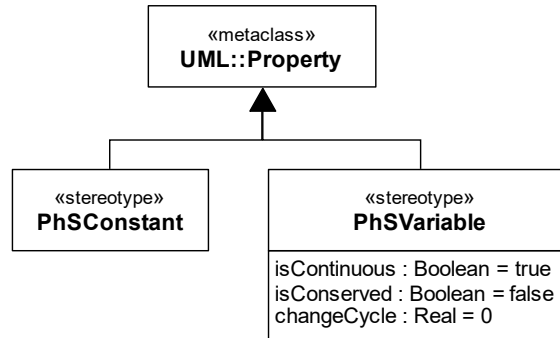 «metaclass»
UML::Property
«stereotype»
PhSConstant
«stereotype»
PhSVariable
isContinuous : Boolean = true
isConserved : Boolean = false
changeCycle : Real = 0